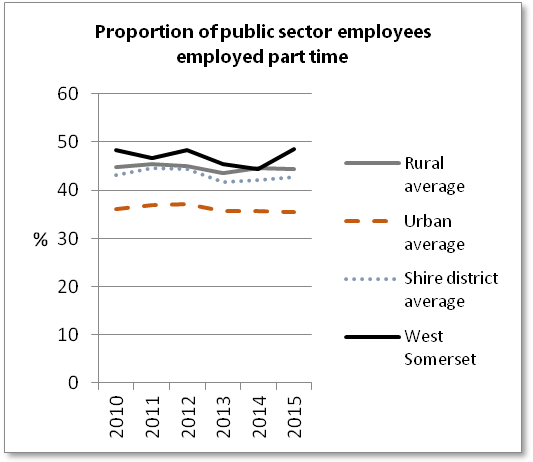 Proportion of public sector employees
employed part time
60
50
40
30
20
10
0
%
2010
2011
2012
2013
2014
2015
Rural
average
Urban
average
Shire district
average
West
Somerset